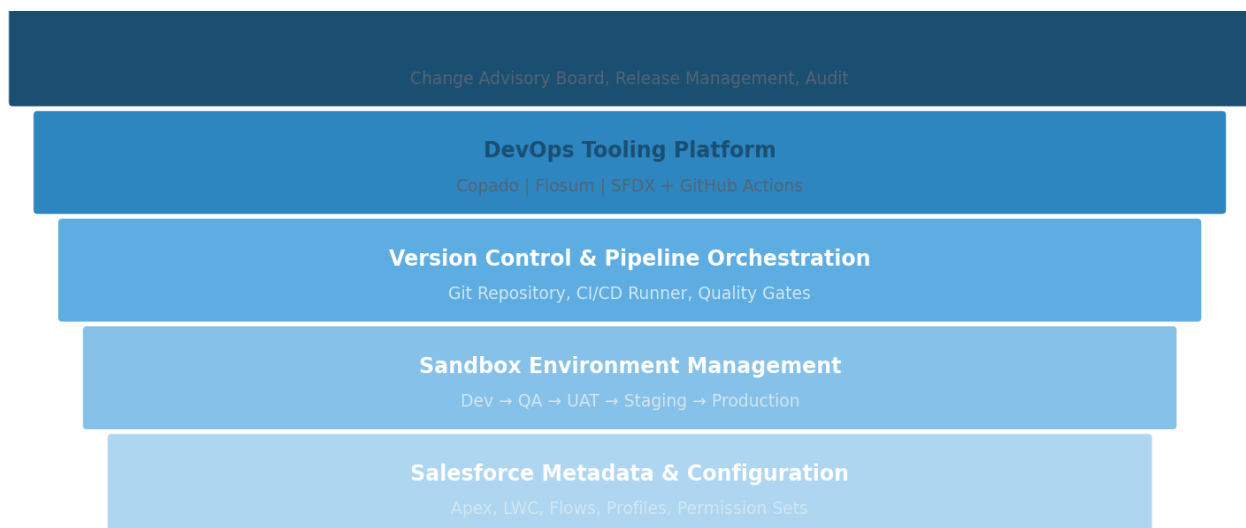 Change Advisory Board, Release Management, Audit
DevOps Tooling Platform
Copado | Flosum | SFDX + GitHub Actions
Version Control & Pipeline Orchestration
Git Repository, CI/CD Runner, Quality Gates
Sandbox Environment Management
Dev → QA → UAT → Staging → Production
Salesforce Metadata & Configuration
Apex, LWC, Flows, Profiles, Permission Sets